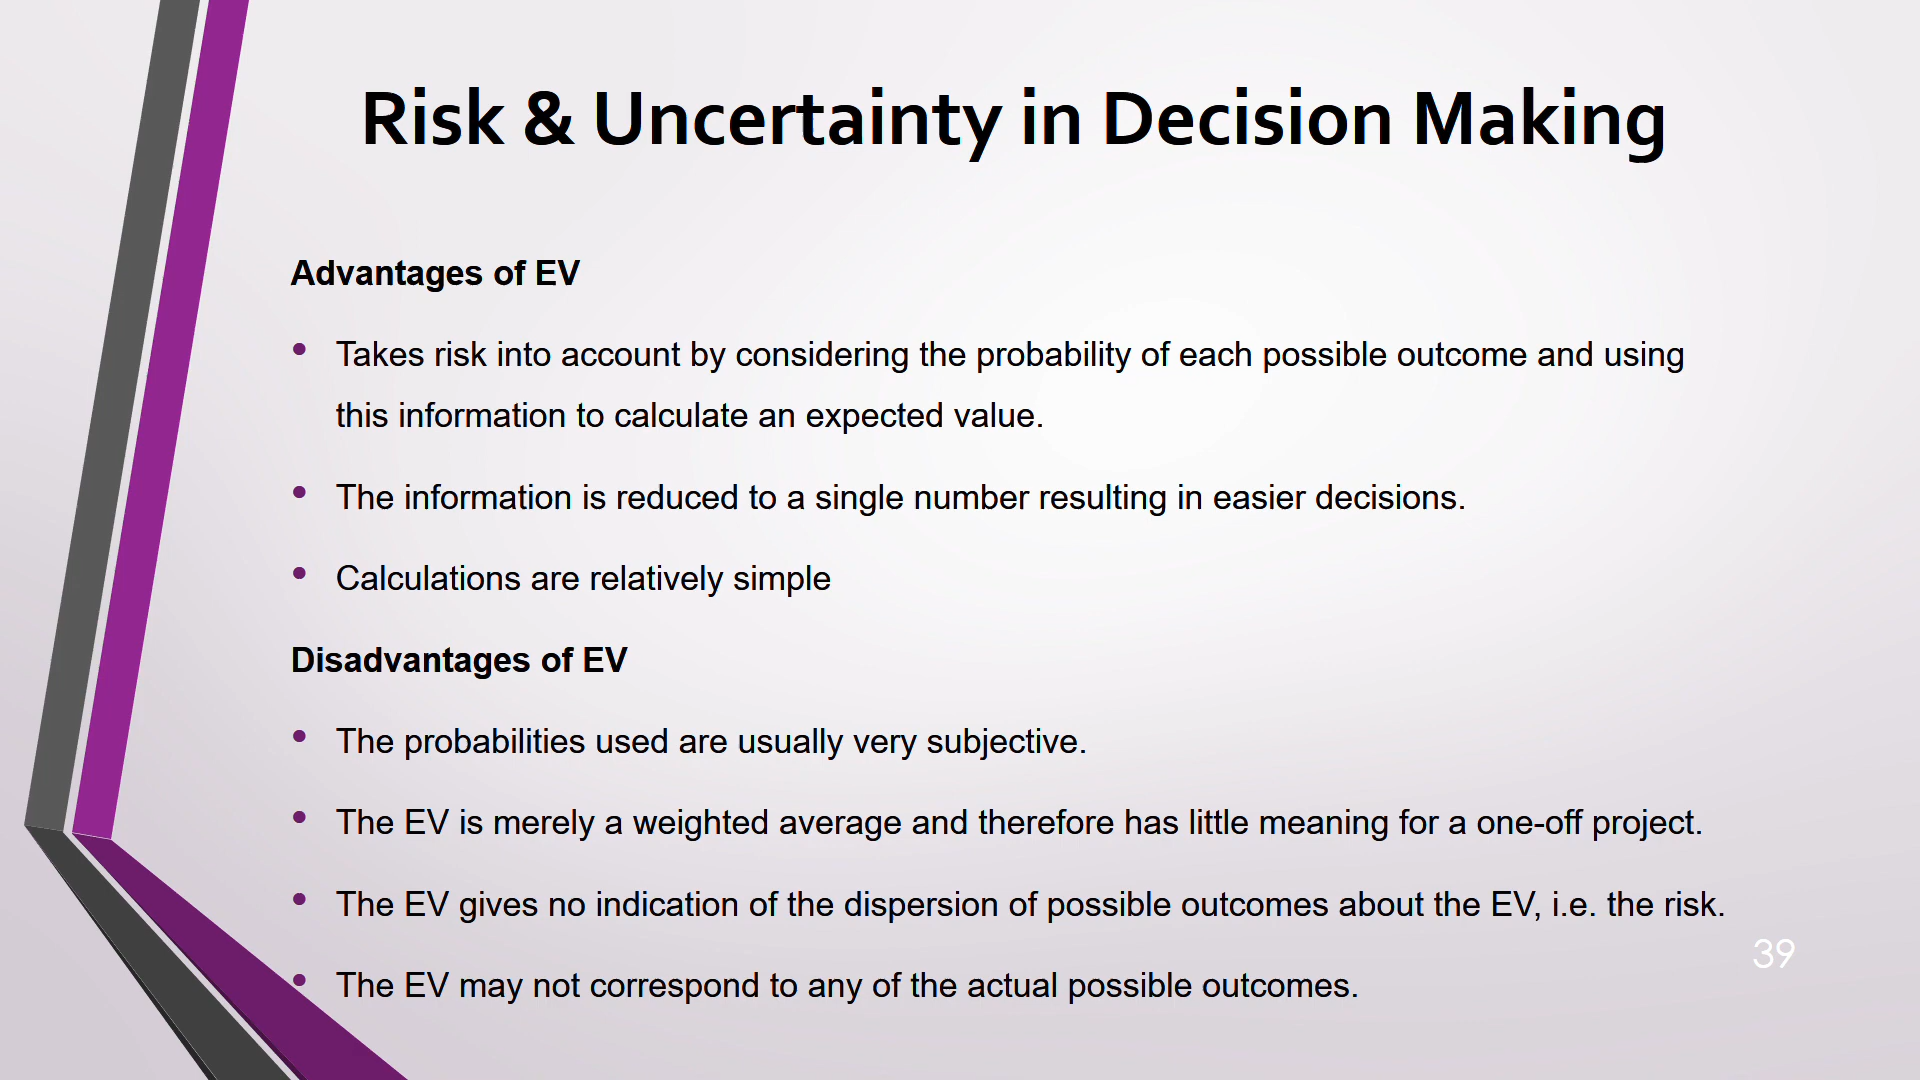 Risk & Uncertainty in Decision Making
Advantages of EV
• Takes risk into account by considering the probability of each possible outcome and using
this information to calculate an expected value.
• The information is reduced to a single number resulting in easier decisions.
• Calculations are relatively simple
Disadvantages of EV
• The probabilities used are usually very subjective.
• The EV is merely a weighted average and therefore has little meaning for a one-off project.
• The EV gives no indication of the dispersion of possible outcomes about the EV, i.e. the risk.
• The EV may not correspond to any of the actual possible outcomes.
39